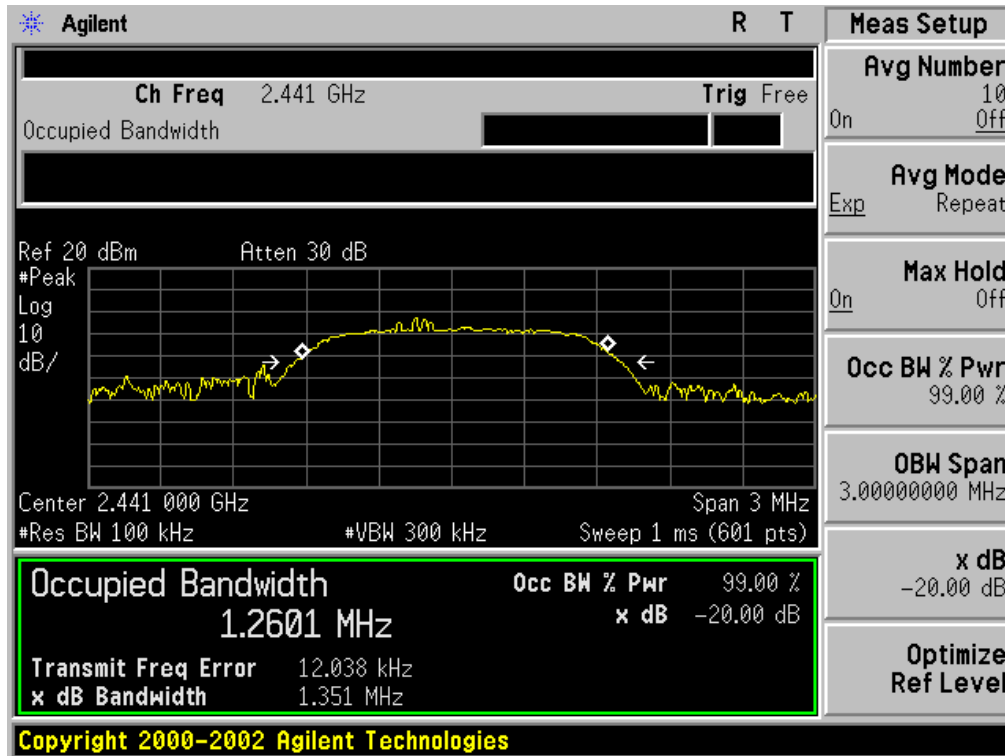 Agilent R T
Ch Freq 2.441 GHz Trig Free
Occupied Bandwidth
Ref 20 dBm Atten 30 dB
#Peak
Log
10
dB/
Center 2.441 000 GHz Span 3 MHz
#Res BW 100 kHz #VBW 300 kHz Sweep 1 ms (601 pts)
Occupied Bandwidth Occ BW % Pwr 99.00 %
1.2601 MHz x dB -20.00 dB
Transmit Freq Error 12.038 kHz
x dB Bandwidth 1.351 MHz
Copyright 2000-2002 Agilent Technologies
Meas Setup
Avg Number
10
On Off
Avg Mode
Exp Repeat
Max Hold
On Off
Occ BW % Pwr
99.00 %
OBW Span
3.00000000 MHz
x dB
-20.00 dB
Optimize
Ref Level